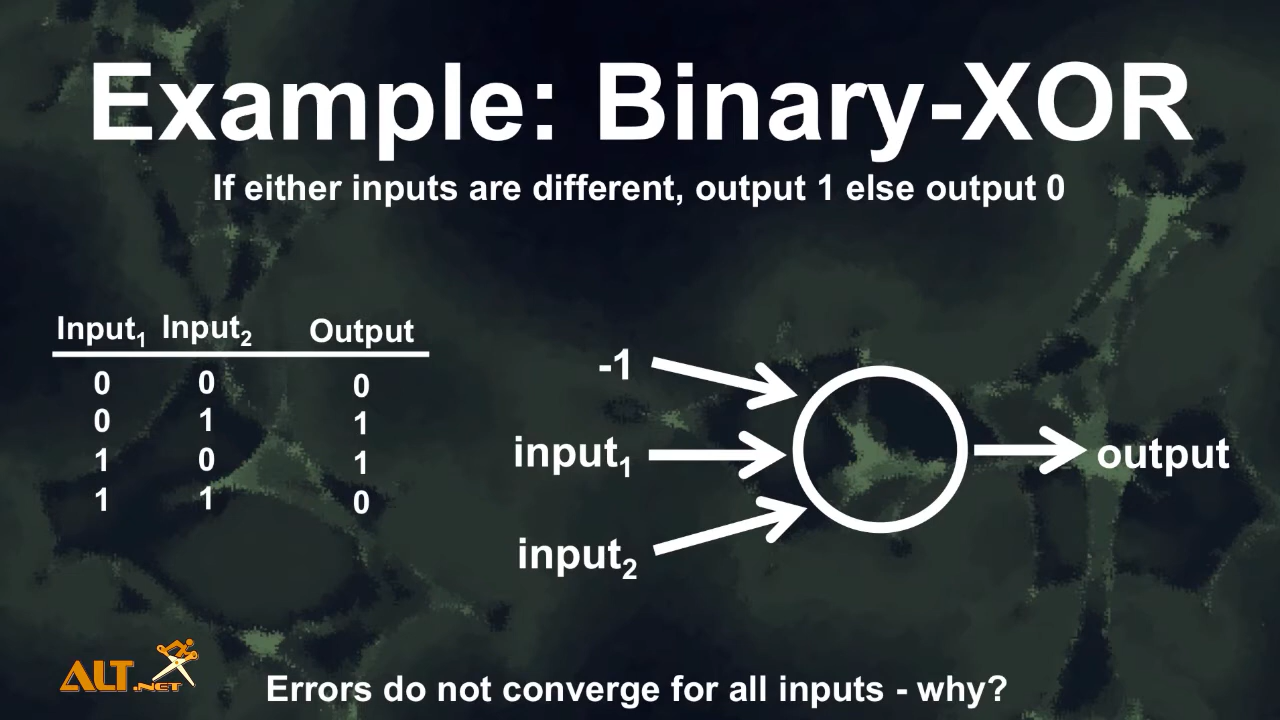 Example: Binary-XOR
If either inputs are different, output 1 else output 0
Input₁ Input₂ Output
0 0 0
0 1 1
1 0 1
1 1 0
-1
input₁
input₂
output
ALT.NET
Errors do not converge for all inputs - why?